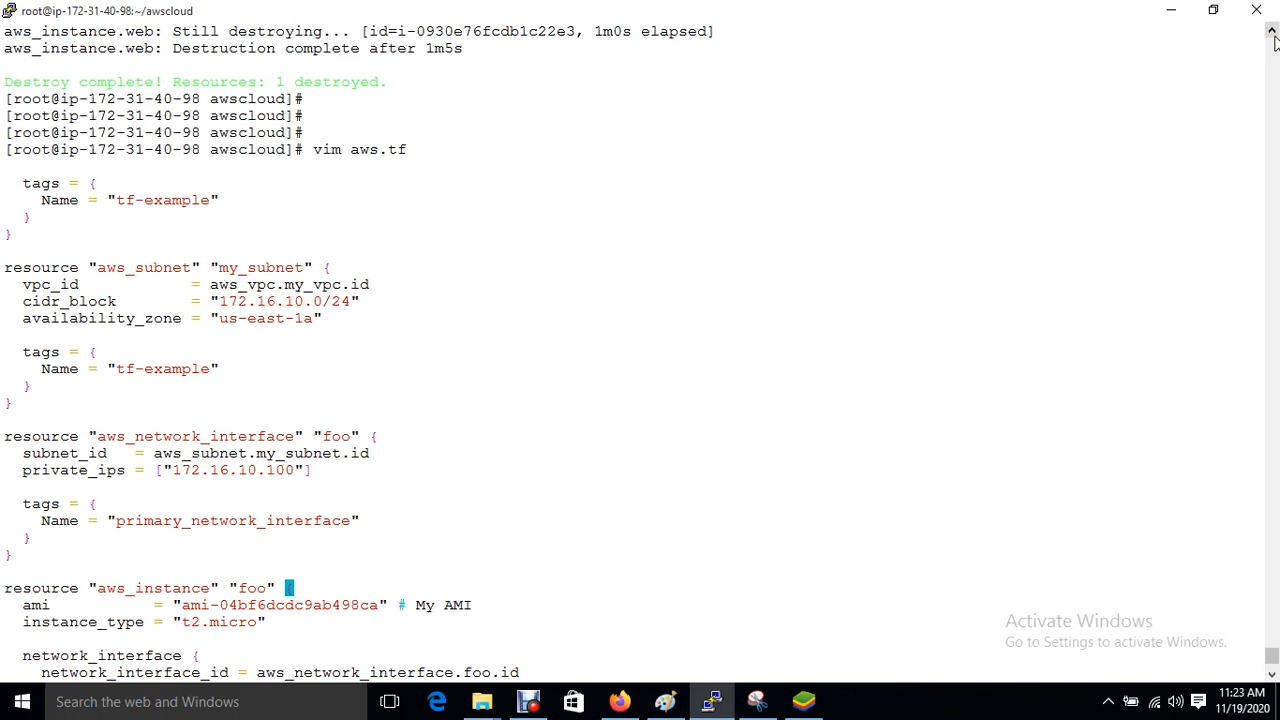 root@ip-172-31-40-98:~/awscloud
aws_instance.web: Still destroying... [id=i-0930e76fcdb1c22e3, 1m0s elapsed]
aws_instance.web: Destruction complete after 1m5s
Destroy complete! Resources: 1 destroyed.
[root@ip-172-31-40-98 awscloud]#
[root@ip-172-31-40-98 awscloud]#
[root@ip-172-31-40-98 awscloud]#
[root@ip-172-31-40-98 awscloud]# vim aws.tf
  tags = {
    Name = "tf-example"
  }
}
resource "aws_subnet" "my_subnet" {
  vpc_id            = aws_vpc.my_vpc.id
  cidr_block        = "172.16.10.0/24"
  availability_zone = "us-east-1a"
  tags = {
    Name = "tf-example"
  }
}
resource "aws_network_interface" "foo" {
  subnet_id   = aws_subnet.my_subnet.id
  private_ips = ["172.16.10.100"]
  tags = {
    Name = "primary_network_interface"
  }
}
resource "aws_instance" "foo" {
  ami           = "ami-04bf6dcdc9ab498ca" # My AMI
  instance_type = "t2.micro"
  network_interface {
    network_interface_id = aws_network_interface.foo.id
Activate Windows
Go to Settings to activate Windows.
Search the web and Windows
11:23 AM
11/19/2020